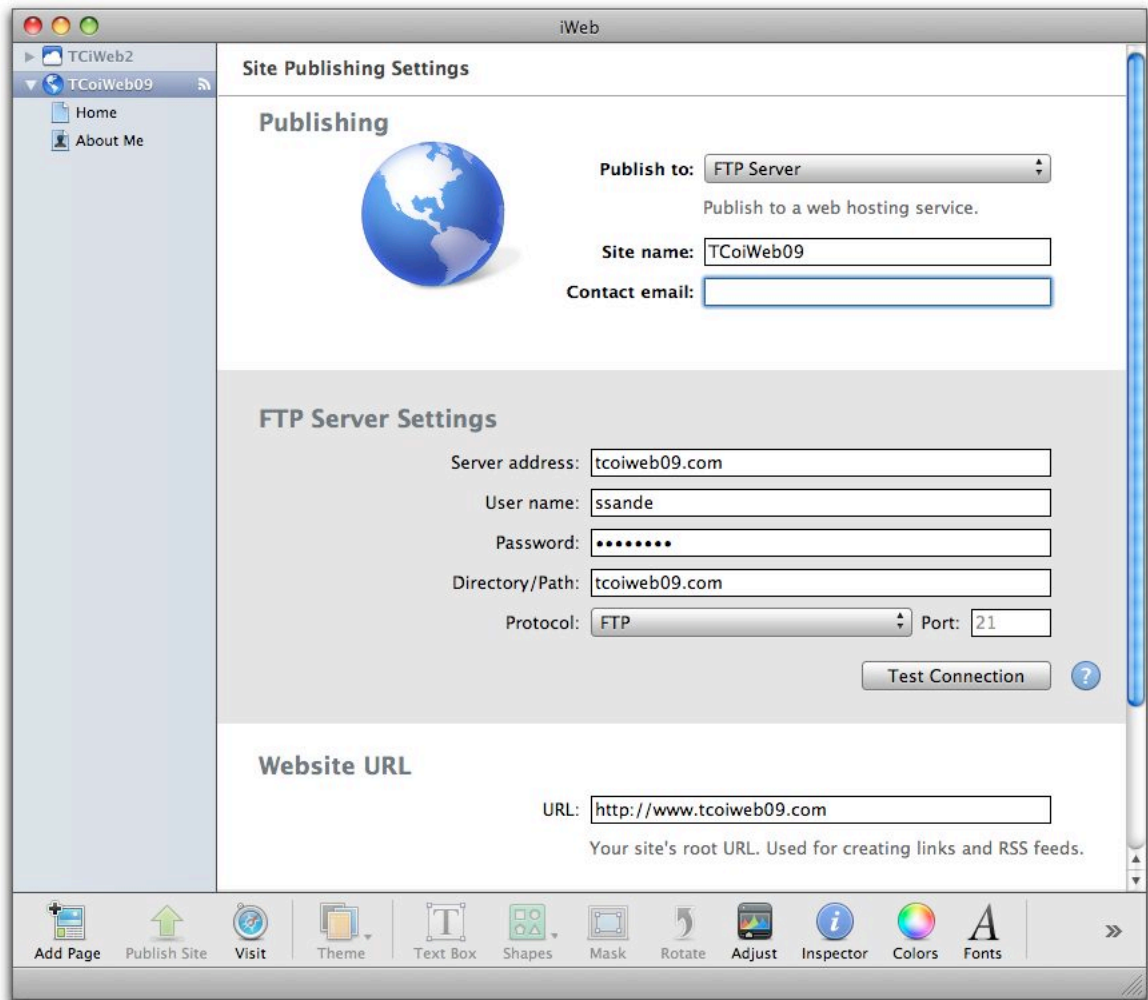 iWeb
TCiWeb2
TCoiWeb09
Home
About Me
Site Publishing Settings
Publishing
Publish to: FTP Server
Publish to a web hosting service.
Site name: TCoiWeb09
Contact email:
FTP Server Settings
Server address: tcoiweb09.com
User name: ssande
Password: ••••••••
Directory/Path: tcoiweb09.com
Protocol: FTP Port: 21
Test Connection ?
Website URL
URL: http://www.tcoiweb09.com
Your site's root URL. Used for creating links and RSS feeds.
Add Page Publish Site Visit Theme Text Box Shapes Mask Rotate Adjust Inspector Colors Fonts »